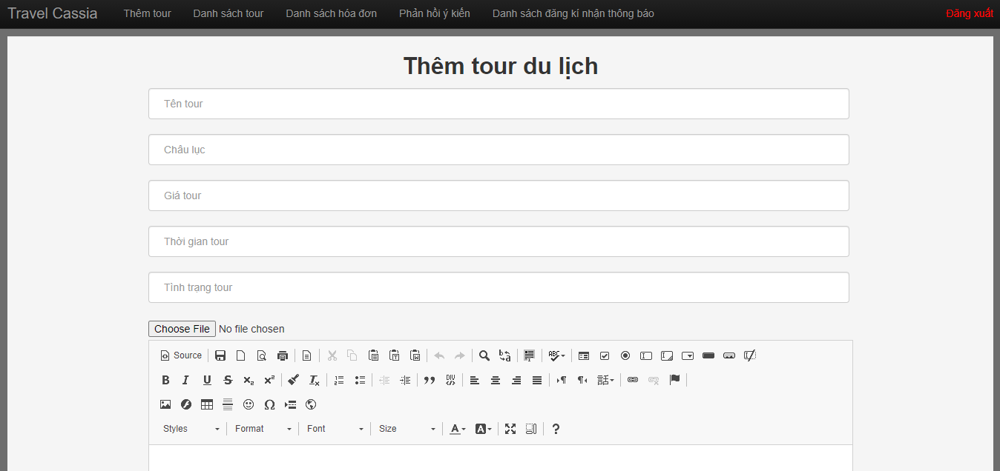 Travel Cassia Thêm tour Danh sách tour Danh sách hóa đơn Phản hồi ý kiến Danh sách đăng kí nhận thông báo Đăng xuất
Thêm tour du lịch
Tên tour
Châu lục
Giá tour
Thời gian tour
Tình trạng tour
Choose File No file chosen
Source
Styles Format Font Size